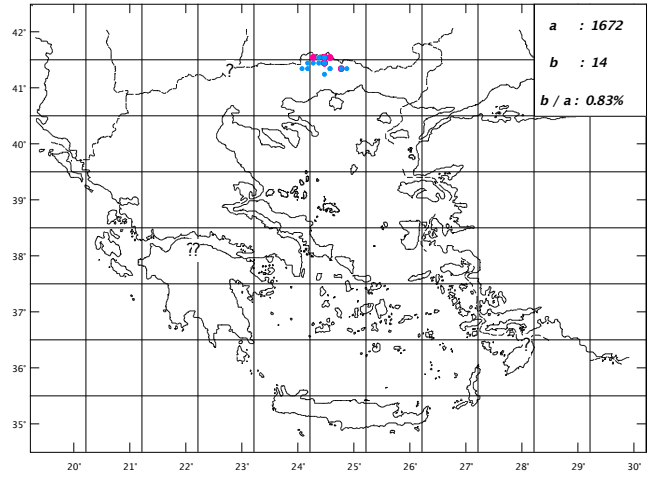 42'
a : 1672
?
b : 14
41'
b / a : 0.83%
40'
39'
??
38'
37'
36'
35'
20' 21' 22' 23' 24' 25' 26' 27' 28' 29' 30'